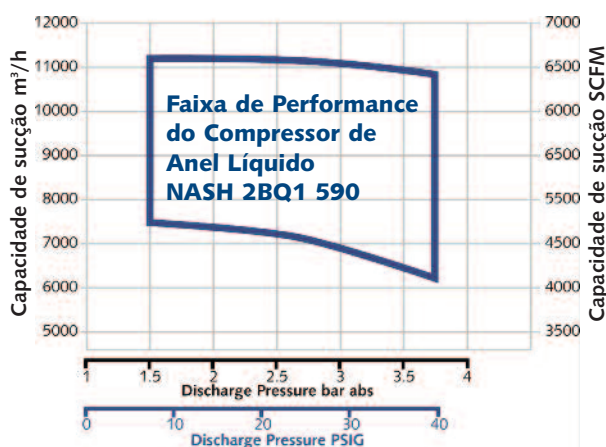 12000
11000
10000
9000
8000
7000
6000
5000
Capacidade de sucção m³/h
Faixa de Performance
do Compressor de
Anel Líquido
NASH 2BQ1 590
7000
6500
6000
6500
5500
4500
4000
3500
Capacidade de sucção SCFM
1 1.5 2 2.5 3 3.5 4
Discharge Pressure bar abs
0 10 20 30 40
Discharge Pressure PSIG